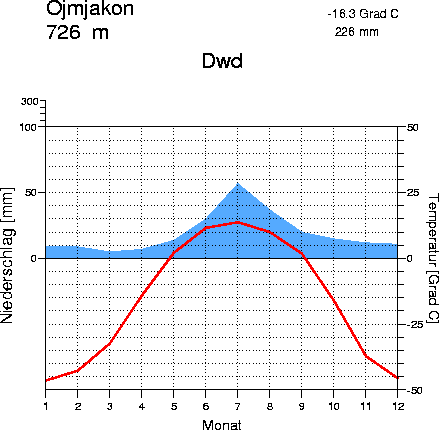 Ojmjakon
726 m
-16.3 Grad C
226 mm
Dwd
300
100
50
0
Niederschlag [mm]
50
25
0
-25
-50
Temperatur [Grad C]
1 2 3 4 5 6 7 8 9 10 11 12
Monat